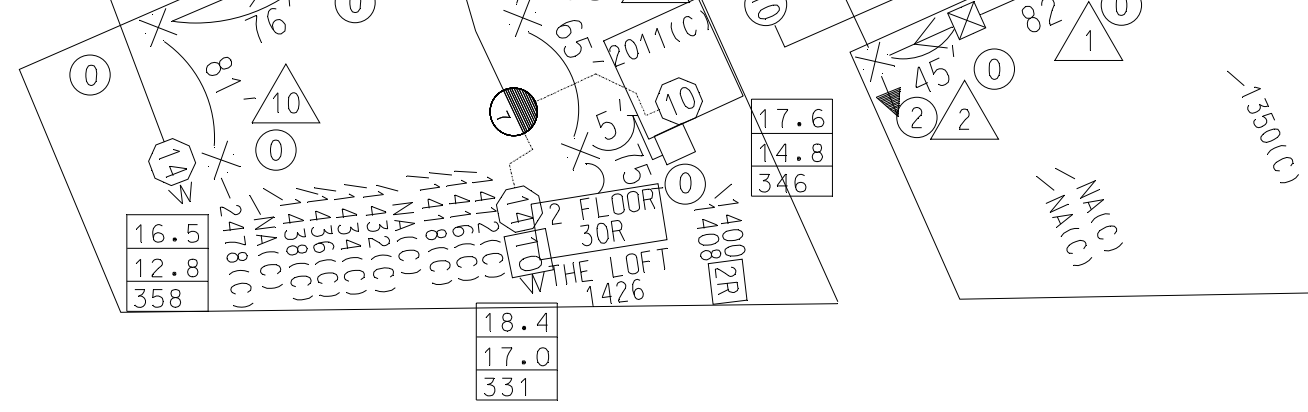 76
0
81
10
0
0
14
W
65
2011(C)
10
7
5
75
0
17.6
14.8
346
45'
0
2
2
82
1
0
1350(C)
NA(C)
NA(C)
2478(C)
NA(C)
1438(C)
1436(C)
1434(C)
1432(C)
NA(C)
1418(C)
1416(C)
1412(C)
14
10
W
2 FLOOR
30R
THE LOFT
1426
1400
1408
2R
16.5
12.8
358
18.4
17.0
331